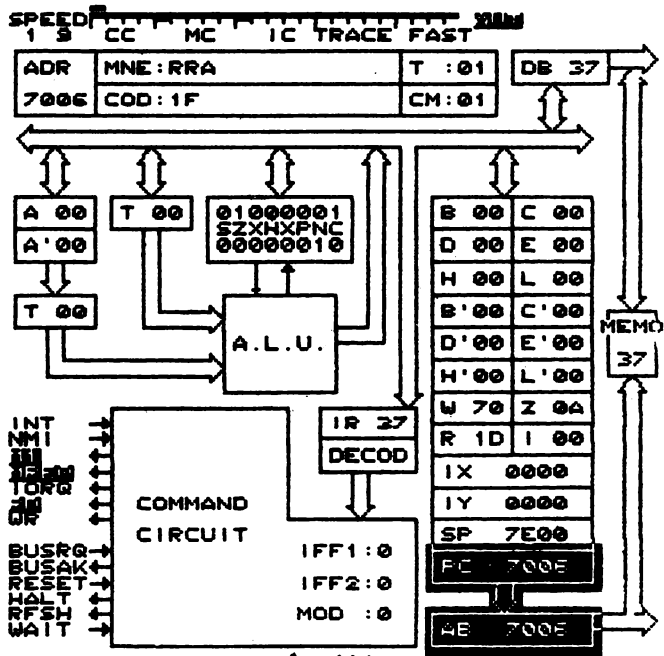 SPEED
1 S CC MC IC TRACE FAST
ADR MNE:RRA T :01 DB 37
7006 COD:1F CM:01
A 00 T 00 01000001 B 00 C 00
SZXHXPNC
A'00 00000010 D 00 E 00
H 00 L 00
T 00 B'00 C'00
A.L.U. D'00 E'00 MEMO
H'00 L'00 37
INT IR 37 W 70 Z 0A
NMI R 1D I 00
DECOD
IX 0000
IORQ
COMMAND IY 0000
WR
CIRCUIT SP 7E00
BUSRQ IFF1:0 PC 7006
BUSAK
RESET IFF2:0
HALT
RFSH MOD :0 AB 7006
WAIT